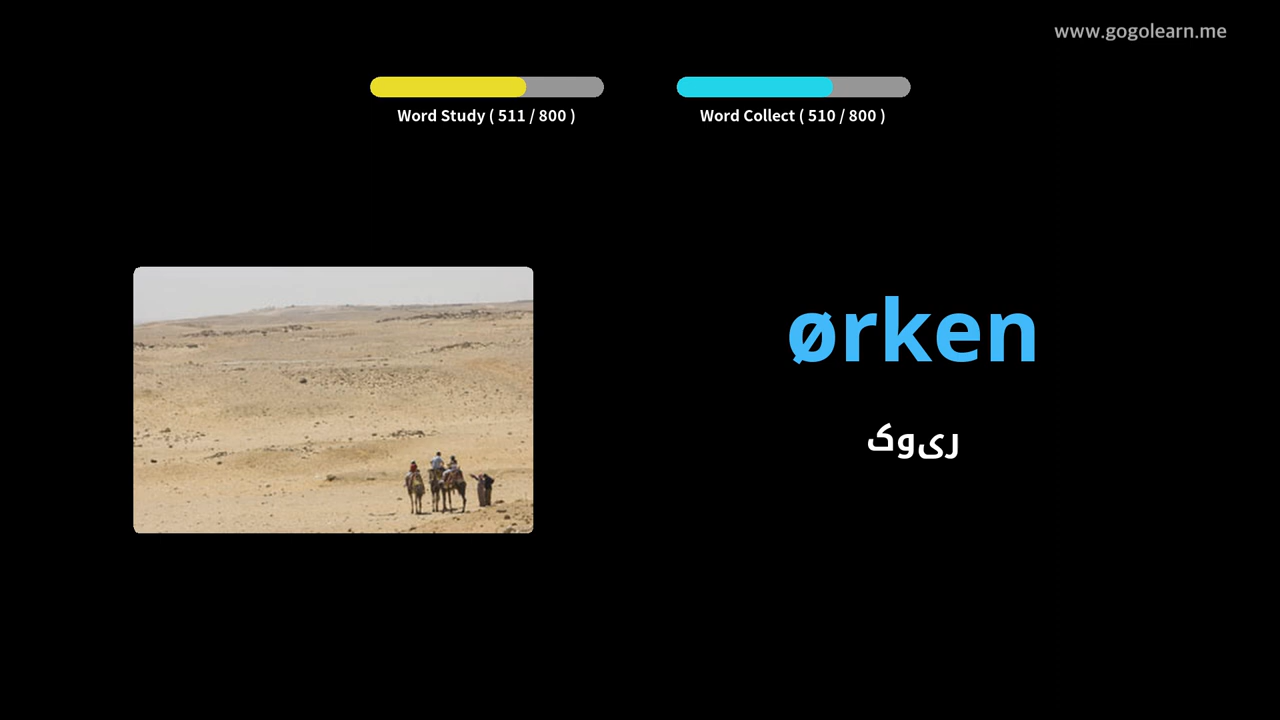 www.gogolearn.me
Word Study ( 511 / 800 )
Word Collect ( 510 / 800 )
ørken
ریوک